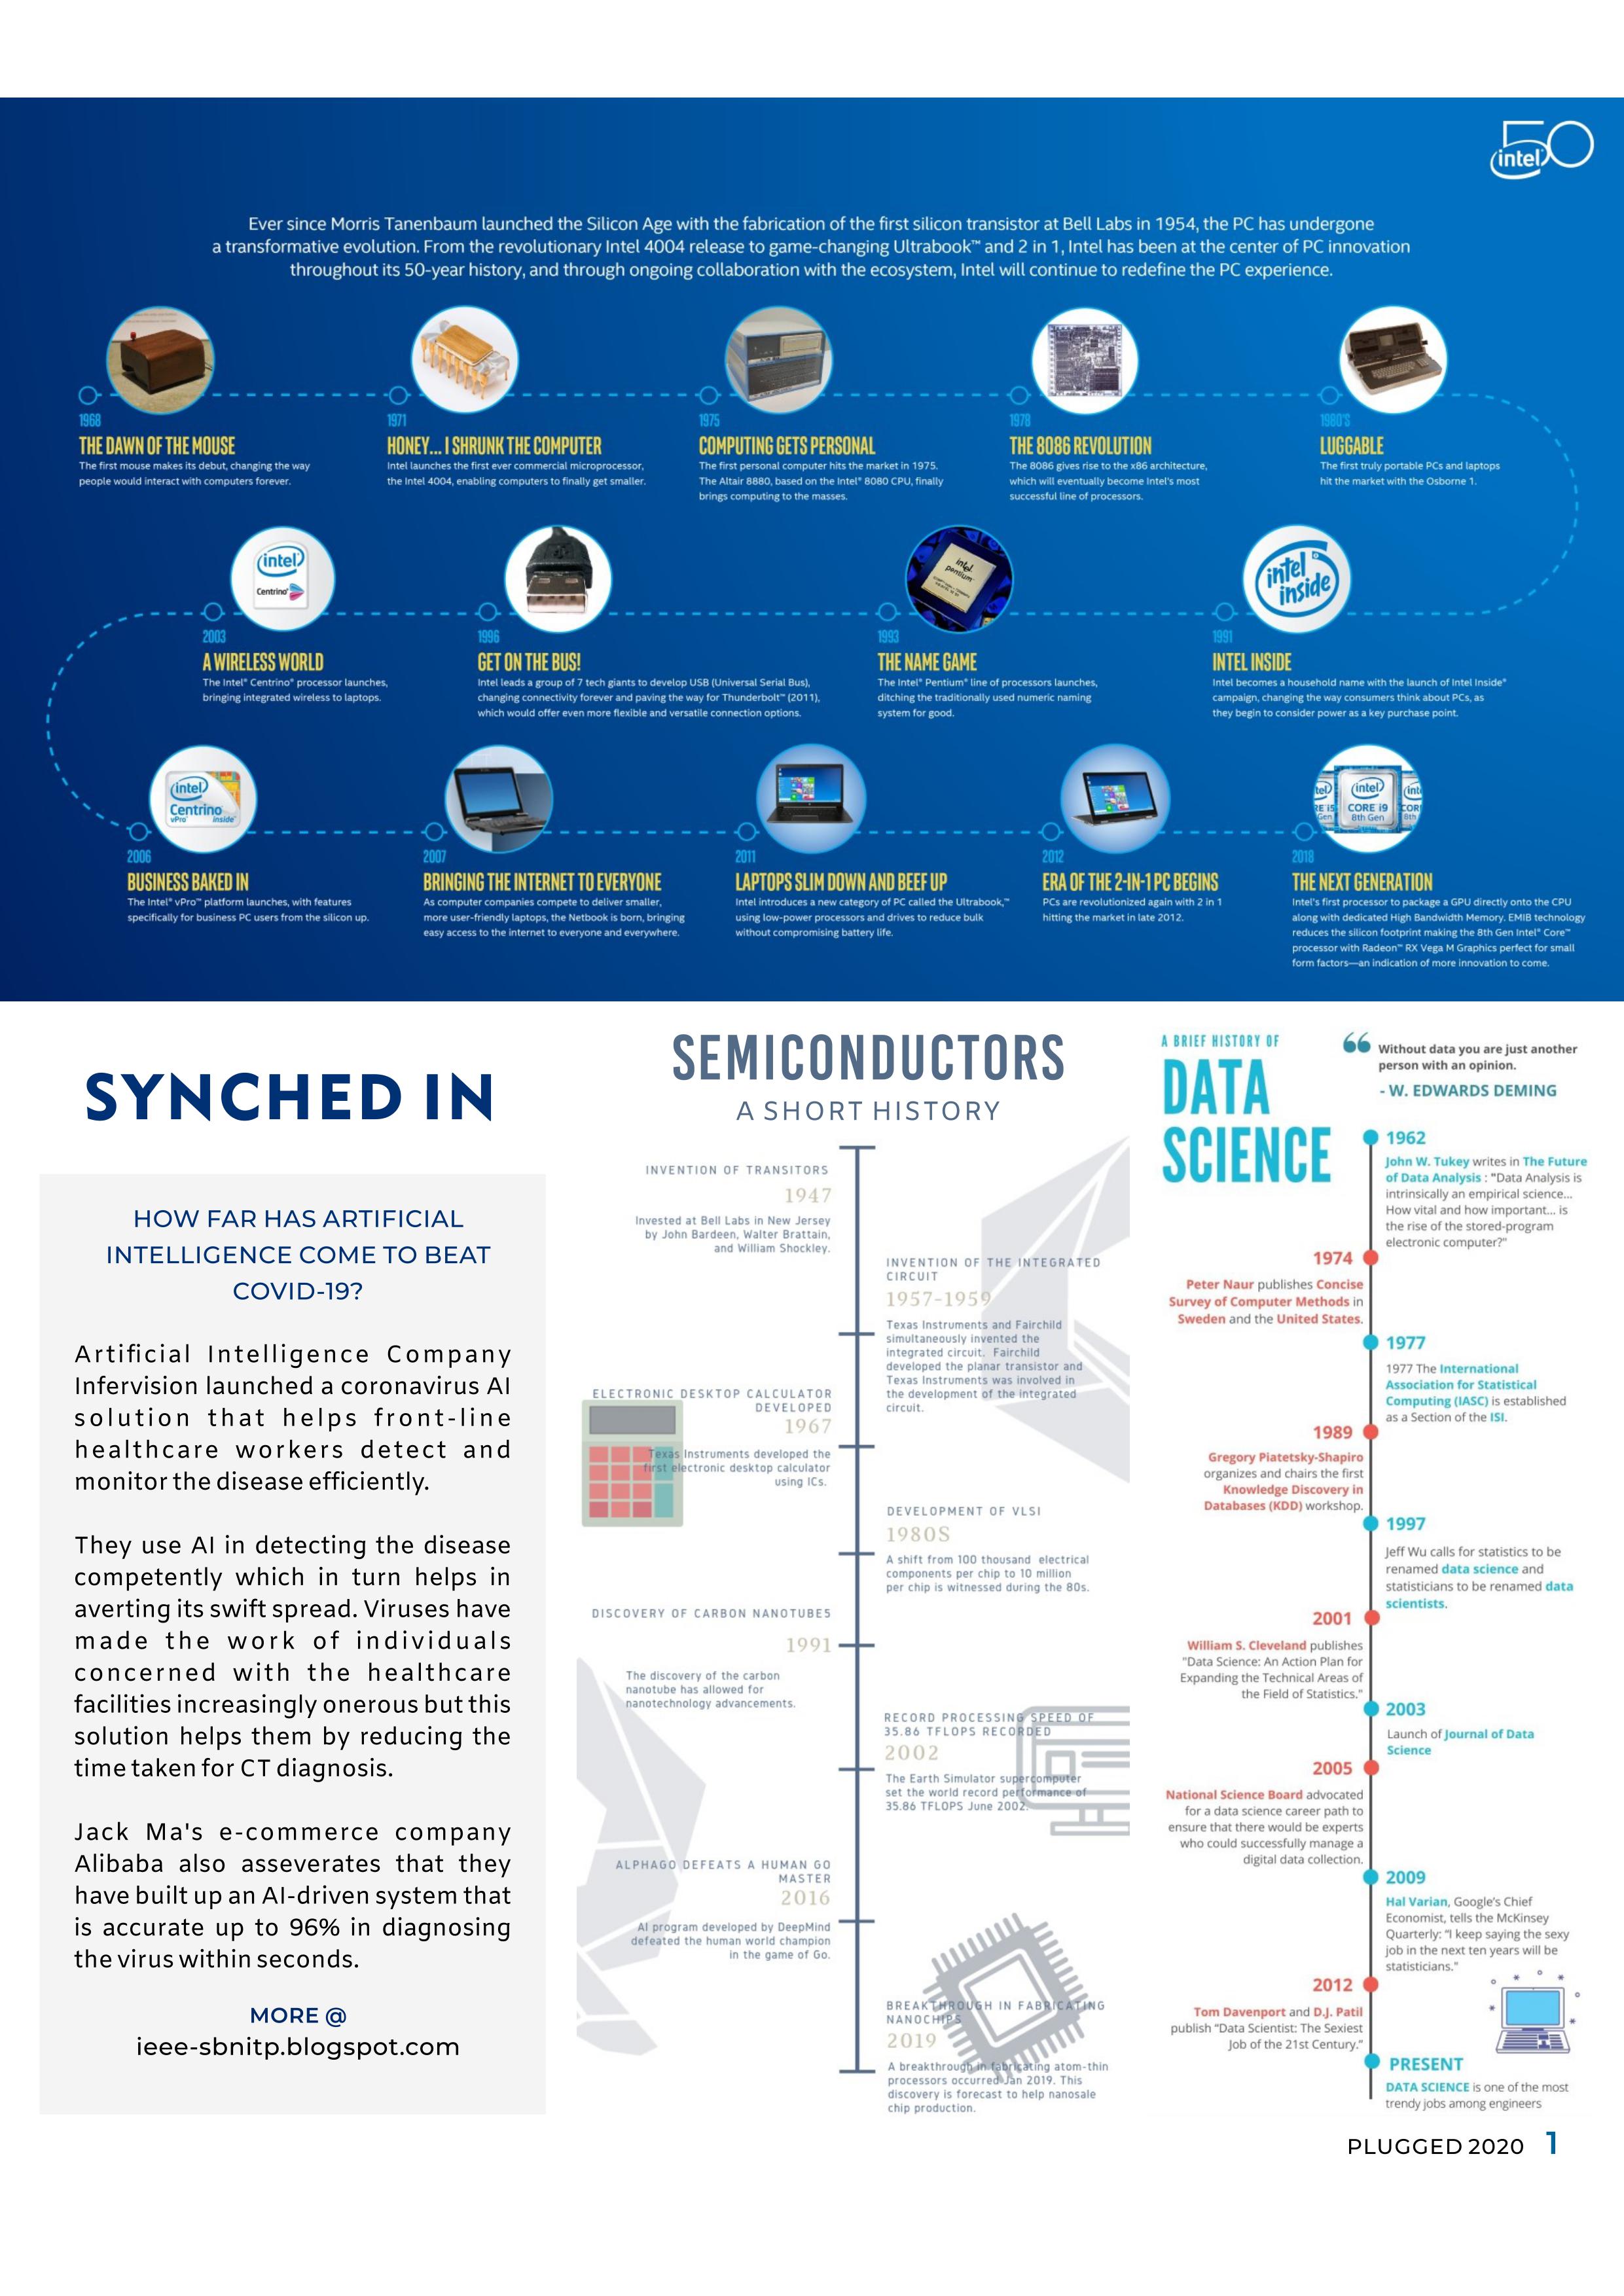 intel 50
Ever since Morris Tanenbaum launched the Silicon Age with the fabrication of the first silicon transistor at Bell Labs in 1954, the PC has undergone
a transformative evolution. From the revolutionary Intel 4004 release to game-changing Ultrabook™ and 2 in 1, Intel has been at the center of PC innovation
throughout its 50-year history, and through ongoing collaboration with the ecosystem, Intel will continue to redefine the PC experience.
1968
THE DAWN OF THE MOUSE
The first mouse makes its debut, changing the way
people would interact with computers forever.
1971
HONEY... I SHRUNK THE COMPUTER
Intel launches the first ever commercial microprocessor,
the Intel 4004, enabling computers to finally get smaller.
1975
COMPUTING GETS PERSONAL
The first personal computer hits the market in 1975.
The Altair 8880, based on the Intel® 8080 CPU, finally
brings computing to the masses.
1978
THE 8086 REVOLUTION
The 8086 gives rise to the x86 architecture,
which will eventually become Intel's most
successful line of processors.
1980'S
LUGGABLE
The first truly portable PCs and laptops
hit the market with the Osborne 1.
intel
Centrino
2003
A WIRELESS WORLD
The Intel® Centrino® processor launches,
bringing integrated wireless to laptops.
1996
GET ON THE BUS!
Intel leads a group of 7 tech giants to develop USB (Universal Serial Bus),
changing connectivity forever and paving the way for Thunderbolt™ (2011),
which would offer even more flexible and versatile connection options.
intel
pentium
1993
THE NAME GAME
The Intel® Pentium® line of processors launches,
ditching the traditionally used numeric naming
system for good.
intel
inside
1991
INTEL INSIDE
Intel becomes a household name with the launch of Intel Inside®
campaign, changing the way consumers think about PCs, as
they begin to consider power as a key purchase point.
intel
Centrino
vPro inside
2006
BUSINESS BAKED IN
The Intel® vPro™ platform launches, with features
specifically for business PC users from the silicon up.
2007
BRINGING THE INTERNET TO EVERYONE
As computer companies compete to deliver smaller,
more user-friendly laptops, the Netbook is born, bringing
easy access to the internet to everyone and everywhere.
2011
LAPTOPS SLIM DOWN AND BEEF UP
Intel introduces a new category of PC called the Ultrabook,™
using low-power processors and drives to reduce bulk
without compromising battery life.
2012
ERA OF THE 2-IN-1 PC BEGINS
PCs are revolutionized again with 2 in 1
hitting the market in late 2012.
intel
CORE i9
8th Gen
2018
THE NEXT GENERATION
Intel's first processor to package a GPU directly onto the CPU
along with dedicated High Bandwidth Memory. EMIB technology
reduces the silicon footprint making the 8th Gen Intel® Core™
processor with Radeon™ RX Vega M Graphics perfect for small
form factors—an indication of more innovation to come.
SYNCHED IN
HOW FAR HAS ARTIFICIAL
INTELLIGENCE COME TO BEAT
COVID-19?
Artificial Intelligence Company
Infervision launched a coronavirus AI
solution that helps front-line
healthcare workers detect and
monitor the disease efficiently.
They use AI in detecting the disease
competently which in turn helps in
averting its swift spread. Viruses have
made the work of individuals
concerned with the healthcare
facilities increasingly onerous but this
solution helps them by reducing the
time taken for CT diagnosis.
Jack Ma's e-commerce company
Alibaba also asseverates that they
have built up an AI-driven system that
is accurate up to 96% in diagnosing
the virus within seconds.
MORE @
ieee-sbnitp.blogspot.com
SEMICONDUCTORS
A SHORT HISTORY
INVENTION OF TRANSITORS
1947
Invested at Bell Labs in New Jersey
by John Bardeen, Walter Brattain,
and William Shockley.
INVENTION OF THE INTEGRATED
CIRCUIT
1957-1959
Texas Instruments and Fairchild
simultaneously invented the
integrated circuit. Fairchild
developed the planar transistor and
Texas Instruments was involved in
the development of the integrated
circuit.
ELECTRONIC DESKTOP CALCULATOR
DEVELOPED
1967
Texas Instruments developed the
first electronic desktop calculator
using ICs.
DEVELOPMENT OF VLSI
1980S
A shift from 100 thousand electrical
components per chip to 10 million
per chip is witnessed during the 80s.
DISCOVERY OF CARBON NANOTUBES
1991
The discovery of the carbon
nanotube has allowed for
nanotechnology advancements.
RECORD PROCESSING SPEED OF
35.86 TFLOPS RECORDED
2002
The Earth Simulator supercomputer
set the world record performance of
35.86 TFLOPS June 2002.
ALPHAGO DEFEATS A HUMAN GO
MASTER
2016
AI program developed by DeepMind
defeated the human world champion
in the game of Go.
BREAKTHROUGH IN FABRICATING
NANOCHIPS
2019
A breakthrough in fabricating atom-thin
processors occurred Jan 2019. This
discovery is forecast to help nanosale
chip production.
A BRIEF HISTORY OF
DATA
SCIENCE
Without data you are just another
person with an opinion.
- W. EDWARDS DEMING
1962
John W. Tukey writes in The Future
of Data Analysis : "Data Analysis is
intrinsically an empirical science...
How vital and how important... is
the rise of the stored-program
electronic computer?"
1974
Peter Naur publishes Concise
Survey of Computer Methods in
Sweden and the United States.
1977
1977 The International
Association for Statistical
Computing (IASC) is established
as a Section of the ISI.
1989
Gregory Piatetsky-Shapiro
organizes and chairs the first
Knowledge Discovery in
Databases (KDD) workshop.
1997
Jeff Wu calls for statistics to be
renamed data science and
statisticians to be renamed data
scientists.
2001
William S. Cleveland publishes
"Data Science: An Action Plan for
Expanding the Technical Areas of
the Field of Statistics."
2003
Launch of Journal of Data
Science
2005
National Science Board advocated
for a data science career path to
ensure that there would be experts
who could successfully manage a
digital data collection.
2009
Hal Varian, Google's Chief
Economist, tells the McKinsey
Quarterly: "I keep saying the sexy
job in the next ten years will be
statisticians."
2012
Tom Davenport and D.J. Patil
publish "Data Scientist: The Sexiest
Job of the 21st Century."
PRESENT
DATA SCIENCE is one of the most
trendy jobs among engineers
PLUGGED 2020 1